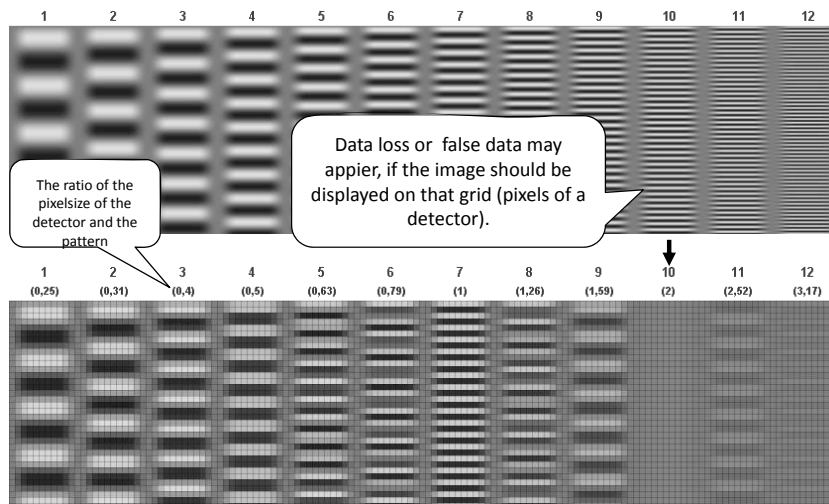 1 2 3 4 5 6 7 8 9 10 11 12
Data loss or false data may
appier, if the image should be
displayed on that grid (pixels of a
detector).
The ratio of the
pixelsize of the
detector and the
pattern
1 2 3 4 5 6 7 8 9 10 11 12
(0,25) (0,31) (0,4) (0,5) (0,63) (0,79) (1) (1,26) (1,59) (2) (2,52) (3,17)